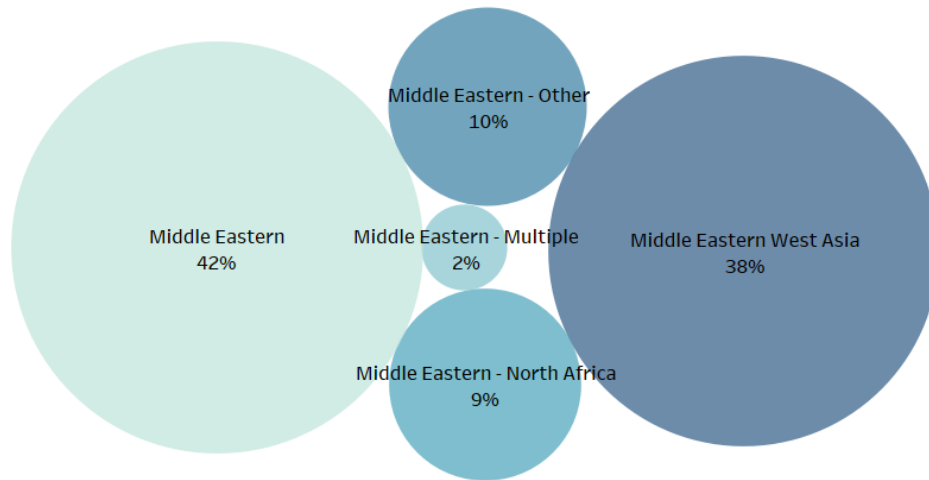 Middle Eastern - Other
10%
Middle Eastern
42%
Middle Eastern - Multiple
2%
Middle Eastern West Asia
38%
Middle Eastern - North Africa
9%